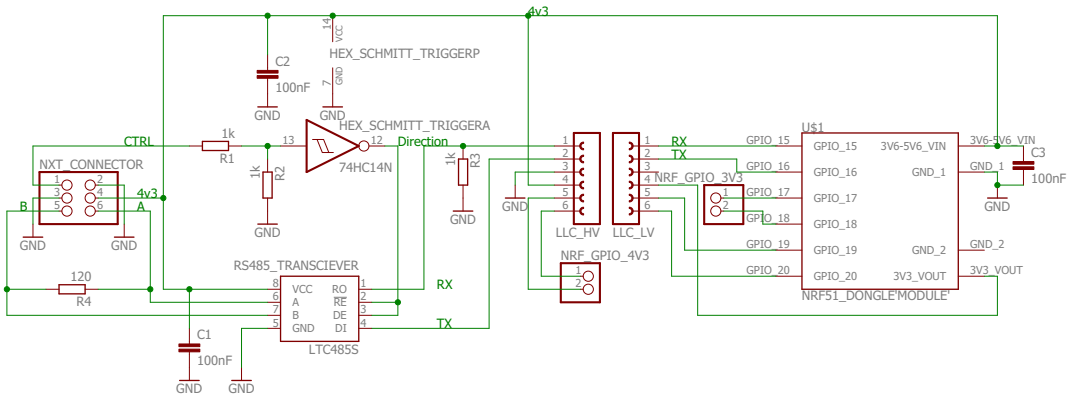 4v3
14
VCC
HEX_SCHMITT_TRIGGERP
C2
100nF
7
GND
GND
GND
HEX_SCHMITT_TRIGGERA
U$1
CTRL
1k
R1
13
12
Direction
74HC14N
1k
R2
GND
1k
R3
GND
NXT_CONNECTOR
1
2
3
4
5
6
4v3
B
A
GND
GND
1
2
3
4
5
6
LLC_HV
GND
1
2
3
4
5
6
LLC_LV
RX
TX
NRF_GPIO_3V3
1
2
GPIO_15
GPIO_16
GPIO_17
GPIO_18
GPIO_19
GPIO_20
GPIO_15
GPIO_16
GPIO_17
GPIO_18
GPIO_19
GPIO_20
3V6-5V6_VIN
GND_1
GND_2
3V3_VOUT
3V6-5V6_VIN
GND_1
GND_2
3V3_VOUT
NRF51_DONGLE'MODULE'
C3
100nF
GND
NRF_GPIO_4V3
1
2
120
R4
RS485_TRANSCIEVER
8
6
7
5
VCC
A
B
GND
RO
RE
DE
DI
1
2
3
4
RX
TX
LTC485S
C1
100nF
GND
GND